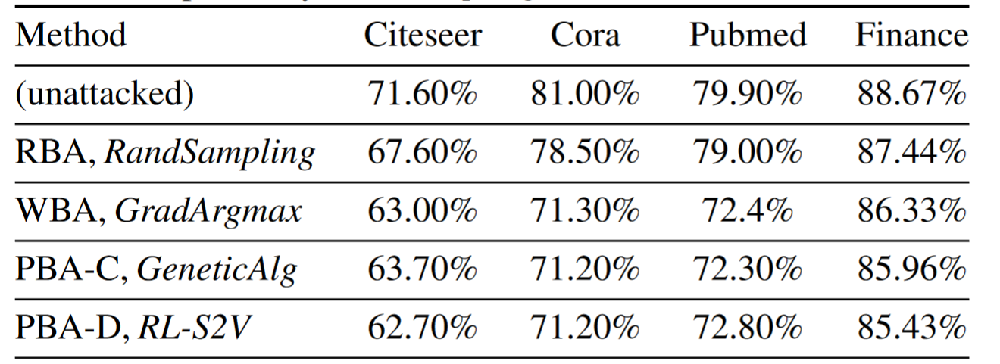 Method Citeseer Cora Pubmed Finance
(unattacked) 71.60% 81.00% 79.90% 88.67%
RBA, RandSampling 67.60% 78.50% 79.00% 87.44%
WBA, GradArgmax 63.00% 71.30% 72.4% 86.33%
PBA-C, GeneticAlg 63.70% 71.20% 72.30% 85.96%
PBA-D, RL-S2V 62.70% 71.20% 72.80% 85.43%